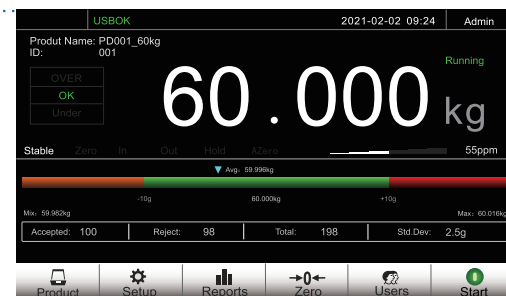 USBOK 2021-02-02 09:24 Admin
Produt Name: PD001_60kg
ID: 001
Running
OVER
OK
Under
60.000 kg
Stable Zero In Out Hold AZero 55ppm
Avg: 59.996kg
-10g 60.000kg +10g
Mix: 59.982kg Max: 60.016kg
Accepted: 100 Reject: 98 Total: 198 Std.Dev: 2.5g
Product Setup Reports →0← Zero Users Start